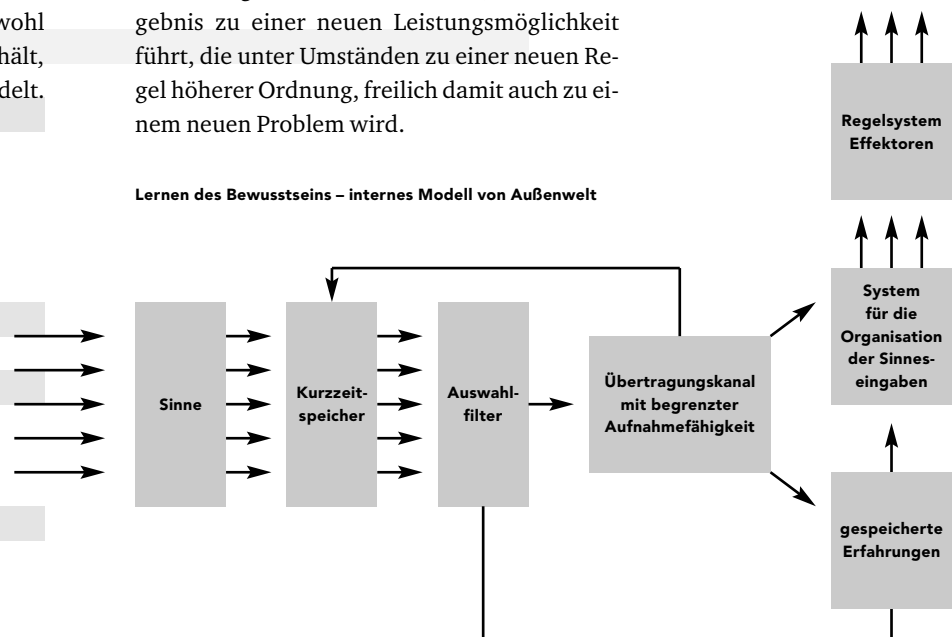 wohl
hält,
delt.
gebnis zu einer neuen Leistungsmöglichkeit
führt, die unter Umständen zu einer neuen Re-
gel höherer Ordnung, freilich damit auch zu ei-
nem neuen Problem wird.
Lernen des Bewusstseins – internes Modell von Außenwelt
Sinne
Kurzzeit-
speicher
Auswahl-
filter
Übertragungskanal
mit begrenzter
Aufnahmefähigkeit
Regelsystem
Effektoren
System
für die
Organisation
der Sinnes-
eingaben
gespeicherte
Erfahrungen